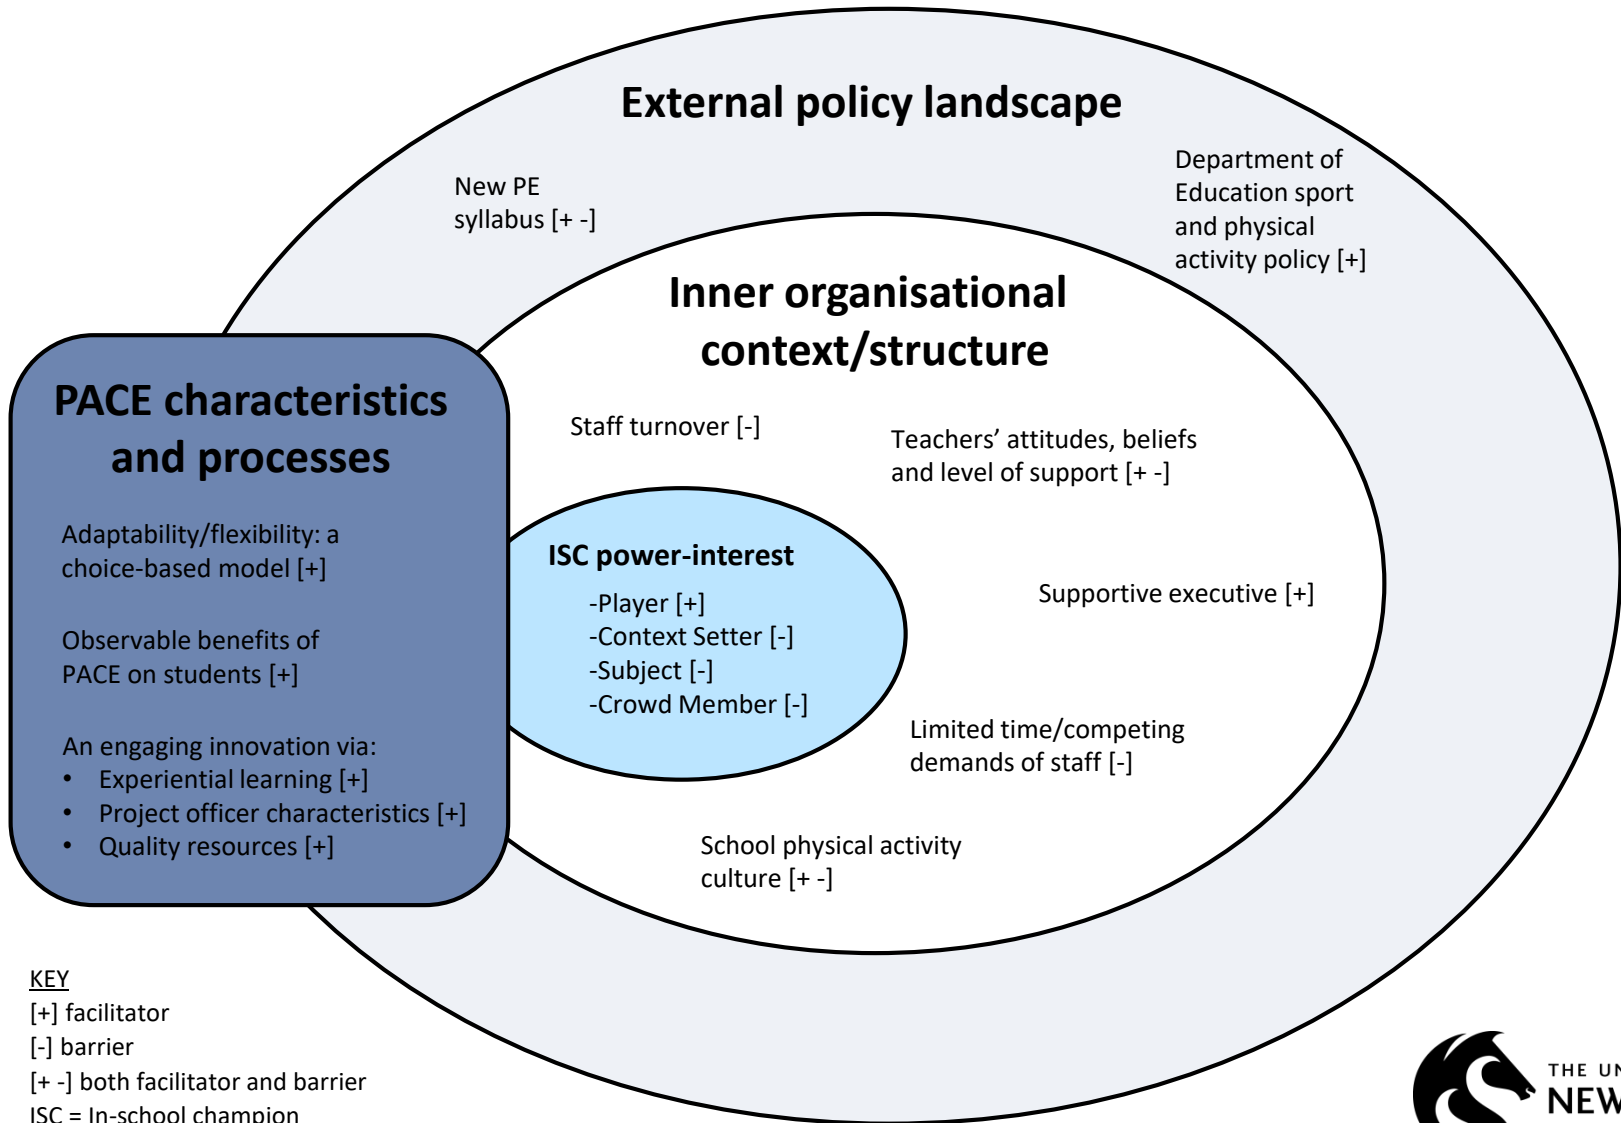 External policy landscape
New PE
syllabus [+ -]
Department of
Education sport
and physical
activity policy [+]
Inner organisational
context/structure
Staff turnover [-]
Teachers’ attitudes, beliefs
and level of support [+ -]
Supportive executive [+]
Limited time/competing
demands of staff [-]
School physical activity
culture [+ -]
ISC power-interest
-Player [+]
-Context Setter [-]
-Subject [-]
-Crowd Member [-]
PACE characteristics
and processes
Adaptability/flexibility: a
choice-based model [+]
Observable benefits of
PACE on students [+]
An engaging innovation via:
• Experiential learning [+]
• Project officer characteristics [+]
• Quality resources [+]
KEY
[+] facilitator
[-] barrier
[+ -] both facilitator and barrier
ISC = In-school champion
THE UN
NEW